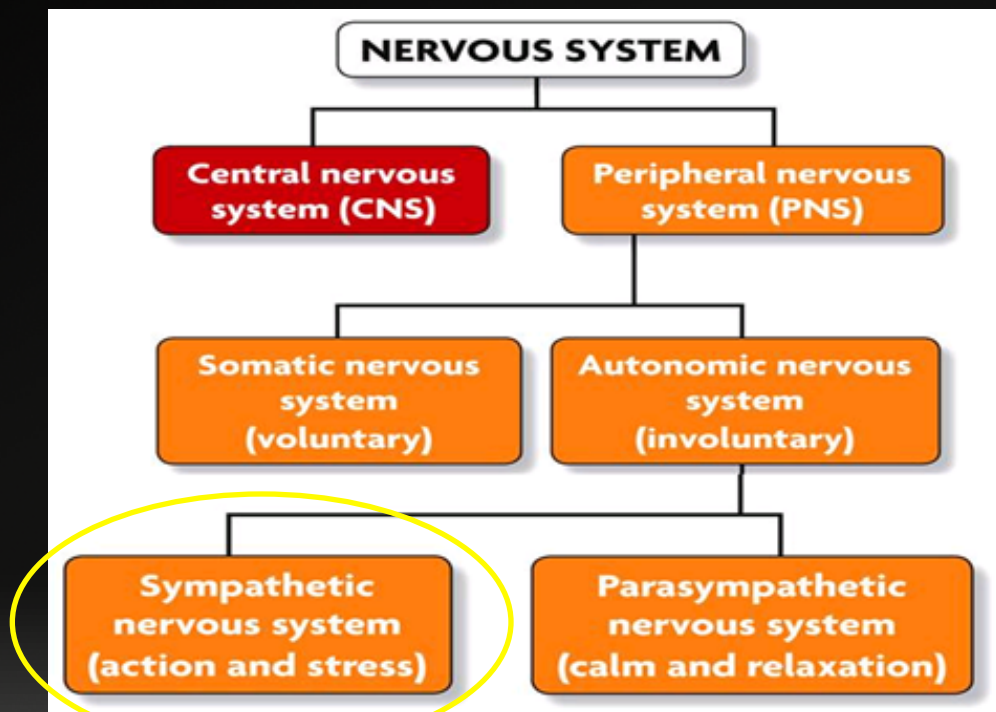 NERVOUS SYSTEM
Central nervous
system (CNS)
Peripheral nervous
system (PNS)
Somatic nervous
system
(voluntary)
Autonomic nervous
system
(involuntary)
Sympathetic
nervous system
(action and stress)
Parasympathetic
nervous system
(calm and relaxation)